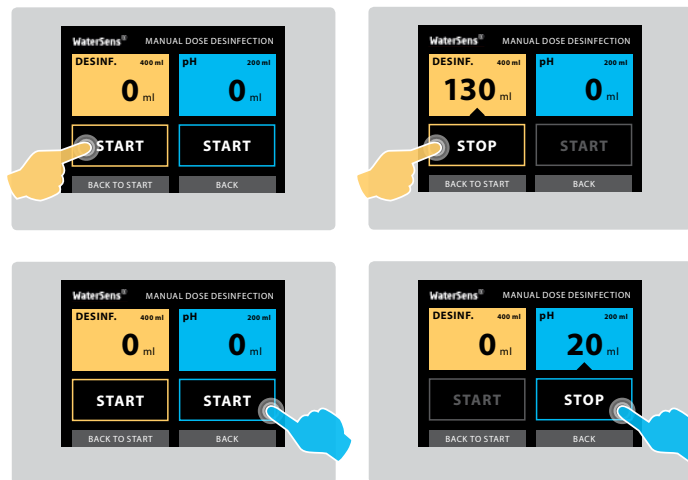 WaterSens® MANUAL DOSE DESINFECTION
DESINF. 400 ml pH 200 ml
0 ml 0 ml
START START
BACK TO START BACK
WaterSens® MANUAL DOSE DESINFECTION
DESINF. 400 ml pH 200 ml
130 ml 0 ml
STOP START
BACK TO START BACK
WaterSens® MANUAL DOSE DESINFECTION
DESINF. 400 ml pH 200 ml
0 ml 0 ml
START START
BACK TO START BACK
WaterSens® MANUAL DOSE DESINFECTION
DESINF. 400 ml pH 200 ml
0 ml 20 ml
START STOP
BACK TO START BACK